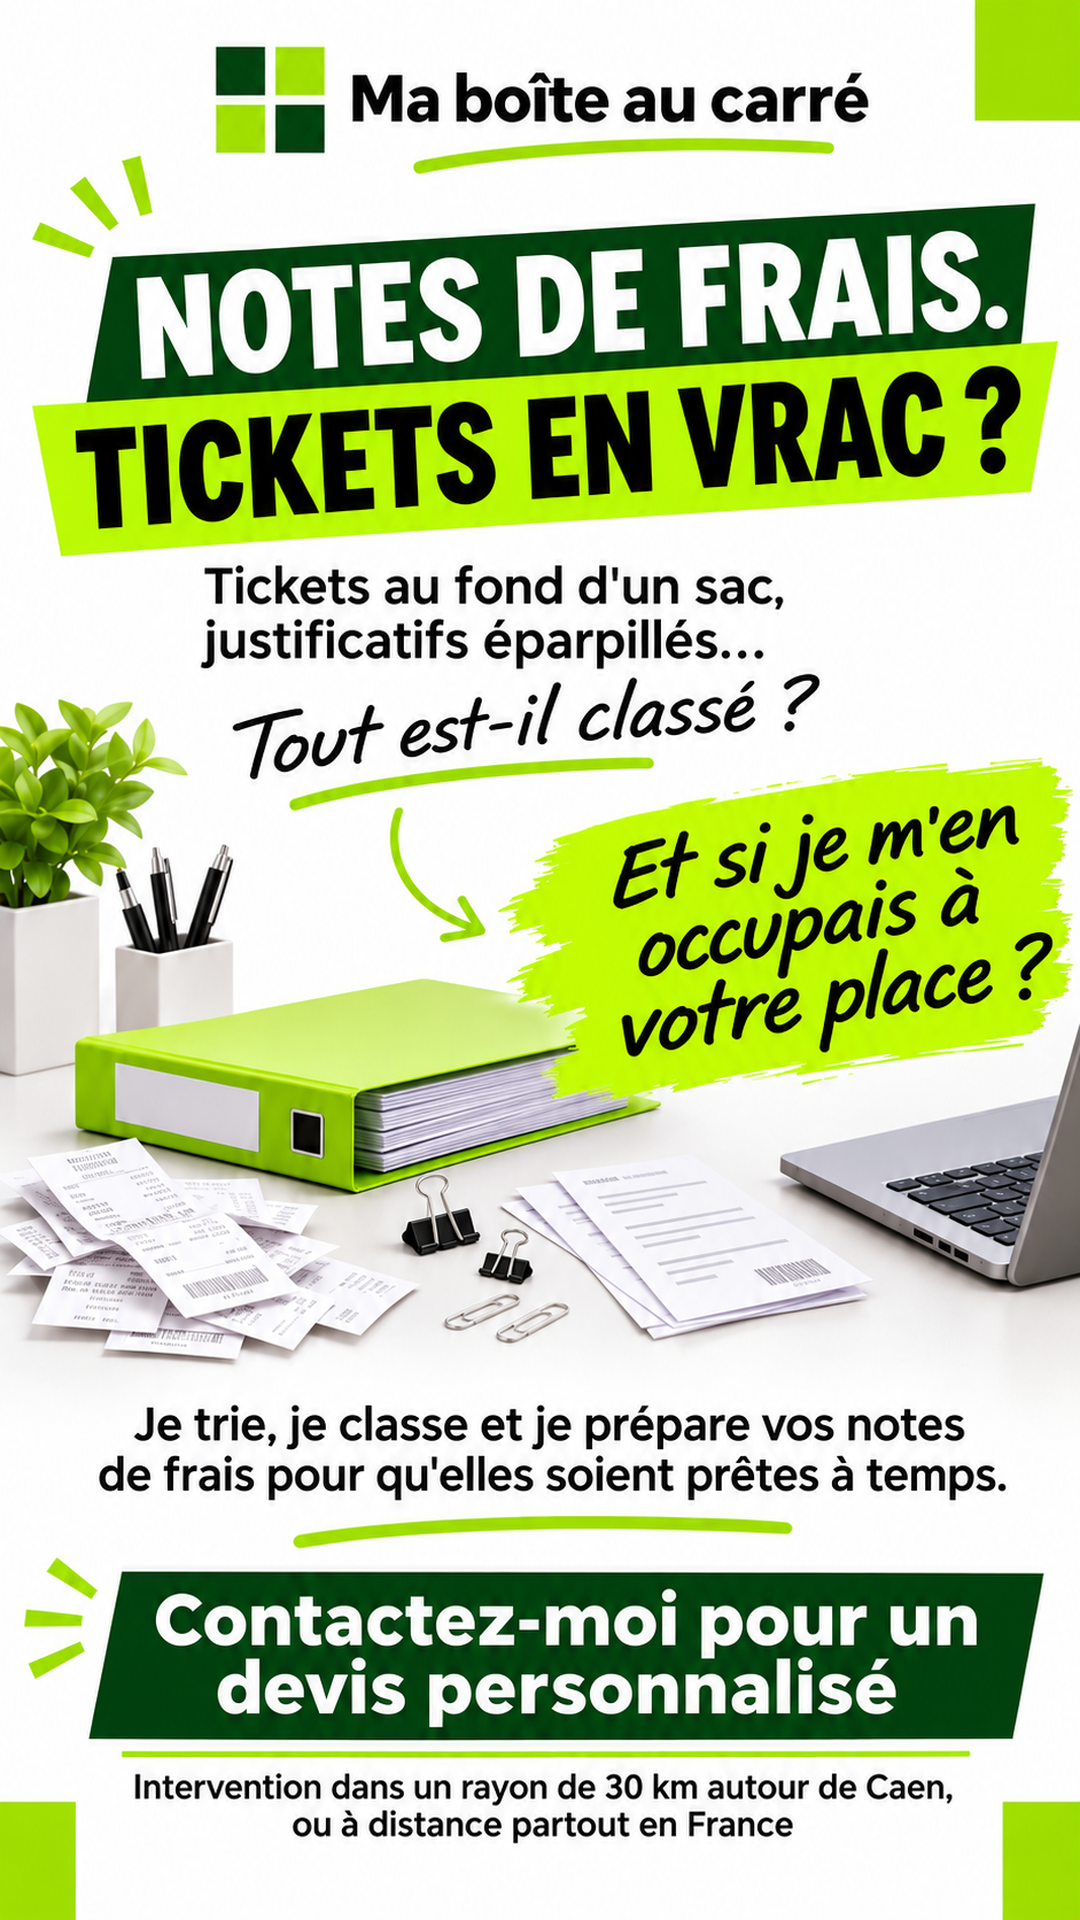 Ma boîte au carré
NOTES DE FRAIS.
TICKETS EN VRAC ?
Tickets au fond d'un sac,
justificatifs éparpillés...
Tout est-il classé ?
Et si je m'en
occupais à
votre place ?
Je trie, je classe et je prépare vos notes
de frais pour qu'elles soient prêtes à temps.
Contactez-moi pour un
devis personnalisé
Intervention dans un rayon de 30 km autour de Caen,
ou à distance partout en France